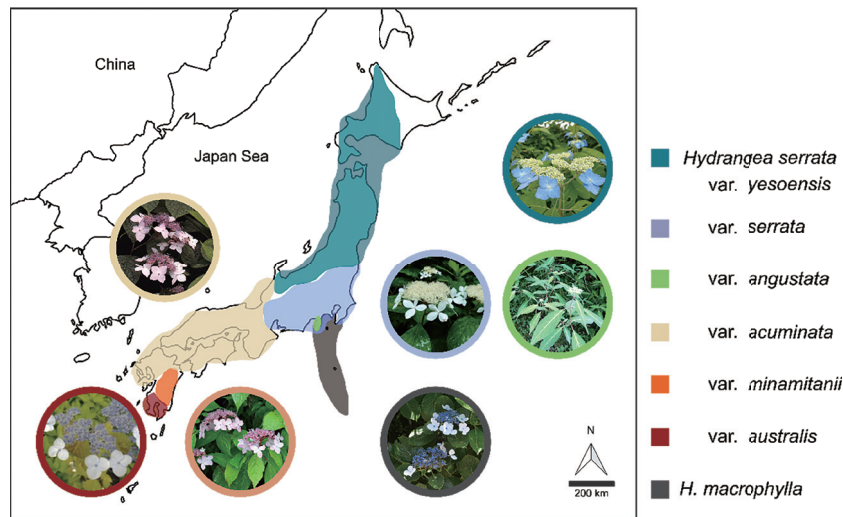 China
Japan Sea
N
200 km
Hydrangea serrata
var. yesoensis
var. serrata
var. angustata
var. acuminata
var. minamitanii
var. australis
H. macrophylla